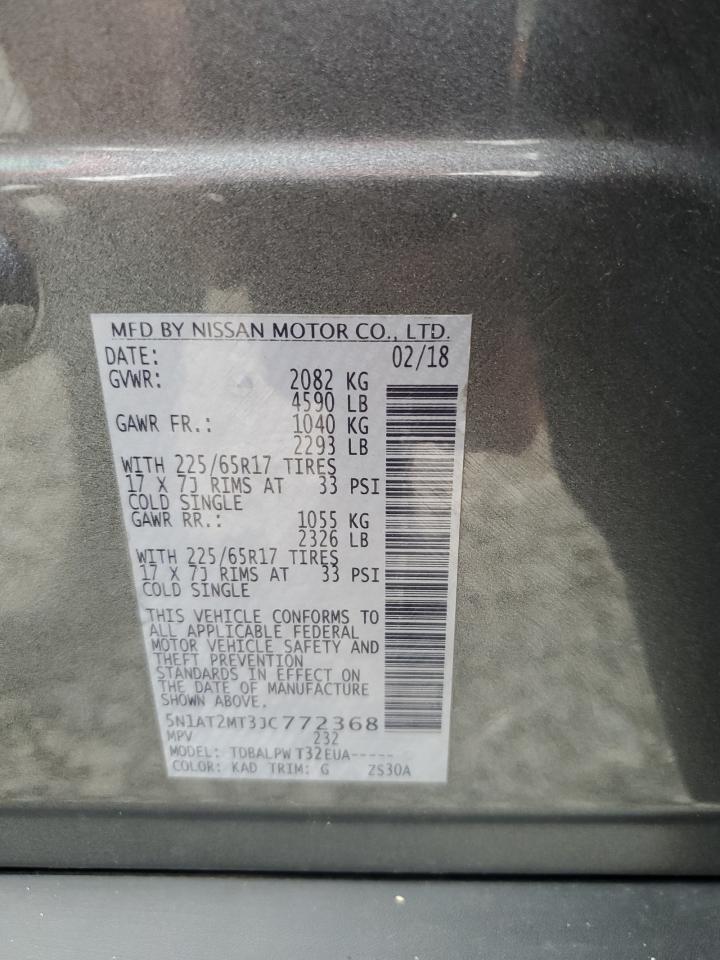 MFD BY NISSAN MOTOR CO., LTD.
DATE: 02/18
GVWR: 2082 KG
4590 LB
GAWR FR.: 1040 KG
2293 LB
WITH 225/65R17 TIRES
17 X 7J RIMS AT 33 PSI
COLD SINGLE
GAWR RR.: 1055 KG
2326 LB
WITH 225/65R17 TIRES
17 X 7J RIMS AT 33 PSI
COLD SINGLE
THIS VEHICLE CONFORMS TO
ALL APPLICABLE FEDERAL
MOTOR VEHICLE SAFETY AND
THEFT PREVENTION
STANDARDS IN EFFECT ON
THE DATE OF MANUFACTURE
SHOWN ABOVE.
5N1AT2MT3JC772368
MPV 232
MODEL: TDBALPW T32EUA-----
COLOR: KAD TRIM: G ZS30A